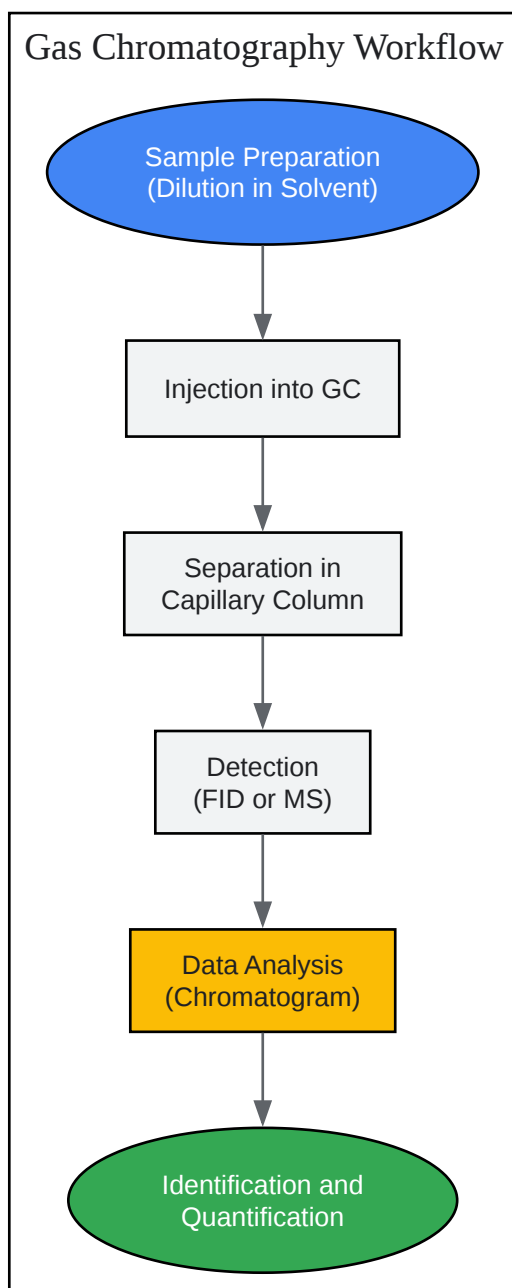 Gas Chromatography Workflow
Sample Preparation
(Dilution in Solvent)
Injection into GC
Separation in
Capillary Column
Detection
(FID or MS)
Data Analysis
(Chromatogram)
Identification and
Quantification